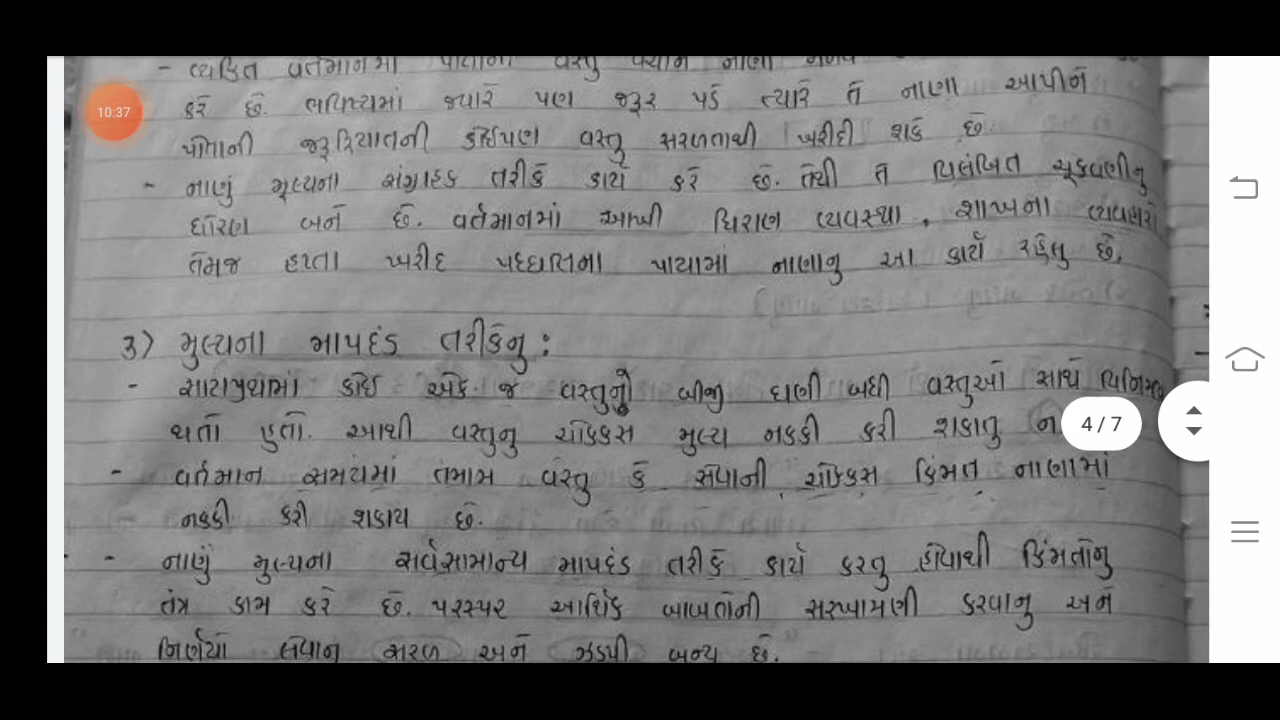 - વ્યકિત વર્તમાનમાં વસ્તુ નાણા
10:37
કરે છે. ભવિષ્યમાં જ્યારે પણ જરૂર પડે ત્યારે તે નાણા આપીને
પોતાની જરૂરિયાતની કોઈપણ વસ્તુ સરળતાથી ખરીદી શકે છે.
- નાણું મૂલ્યના સંગ્રાહક તરીકે કાર્ય કરે છે. તેથી તે વિલંબિત ચૂકવણીનુ
ધોરણ બને છે. વર્તમાનમાં આખી ધિરાણ વ્યવસ્થા, શાખના વ્યવહારો
તેમજ હપ્તા ખરીદ પદ્ધતિના પાયામાં નાણાનુ આ કાર્ય રહેલુ છે.
3) મુલ્યના માપદંડ તરીકેનુ :
- સાટાપ્રથામાં કોઈ એક જ વસ્તુનો બીજી ઘણી બધી વસ્તુઓ સાથે વિનિમય
થતો હતો. આથી વસ્તુનુ ચોક્કસ મુલ્ય નક્કી કરી શકાતુ ન
4 / 7
- વર્તમાન સમયમાં તમામ વસ્તુ કે સેવાની ચોક્કસ કિંમત નાણામાં
નક્કી કરી શકાય છે.
- નાણું મુલ્યના સર્વસામાન્ય માપદંડ તરીકે કાર્ય કરતુ હોવાથી કિંમતોનુ
તંત્ર કામ કરે છે. પરસ્પર આર્થિક બાબતોની સરખામણી કરવાનુ અને
નિર્ણયો લેવાનુ સરળ અને ઝડપી બન્યુ છે.